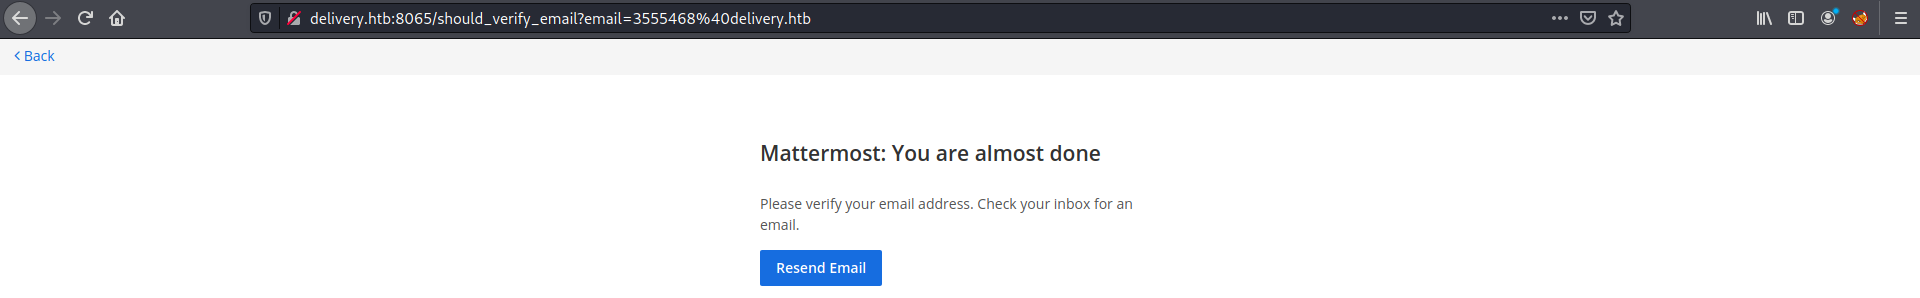 delivery.htb:8065/should_verify_email?email=3555468%40delivery.htb
Back
Mattermost: You are almost done
Please verify your email address. Check your inbox for an
email.
Resend Email